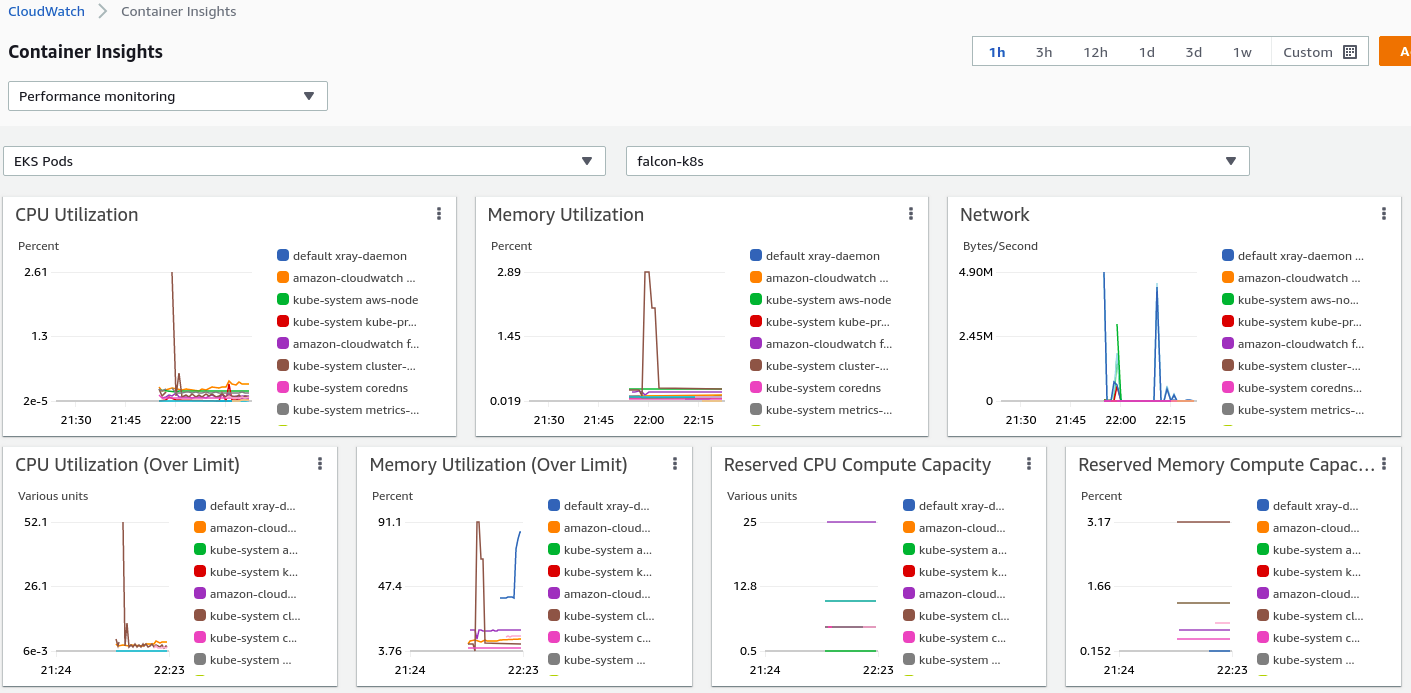 CloudWatch > Container Insights
Container Insights
1h 3h 12h 1d 3d 1w Custom
Performance monitoring
EKS Pods
falcon-k8s
CPU Utilization
Percent
2.61
1.3
2e-5
21:30 21:45 22:00 22:15
default xray-daemon
amazon-cloudwatch ...
kube-system aws-node
kube-system kube-pr...
amazon-cloudwatch f...
kube-system cluster-...
kube-system coredns
kube-system metrics-...
Memory Utilization
Percent
2.89
1.45
0.019
21:30 21:45 22:00 22:15
default xray-daemon
amazon-cloudwatch ...
kube-system aws-node
kube-system kube-pr...
amazon-cloudwatch f...
kube-system cluster-...
kube-system coredns
kube-system metrics-...
Network
Bytes/Second
4.90M
2.45M
0
21:30 21:45 22:00 22:15
default xray-daemon ...
amazon-cloudwatch ...
kube-system aws-no...
kube-system kube-pr...
amazon-cloudwatch f...
kube-system cluster-...
kube-system coredns...
kube-system metrics-...
CPU Utilization (Over Limit)
Various units
52.1
26.1
6e-3
21:24 22:23
default xray-d...
amazon-cloud...
kube-system a...
kube-system k...
amazon-cloud...
kube-system cl...
kube-system c...
kube-system ...
Memory Utilization (Over Limit)
Percent
91.1
47.4
3.76
21:24 22:23
default xray-d...
amazon-cloud...
kube-system a...
kube-system k...
amazon-cloud...
kube-system cl...
kube-system c...
kube-system ...
Reserved CPU Compute Capacity
Various units
25
12.8
0.5
21:24 22:23
default xray-d...
amazon-cloud...
kube-system a...
kube-system k...
amazon-cloud...
kube-system cl...
kube-system c...
kube-system ...
Reserved Memory Compute Capac...
Percent
3.17
1.66
0.152
21:24 22:23
default xray-d...
amazon-cloud...
kube-system a...
kube-system k...
amazon-cloud...
kube-system cl...
kube-system c...
kube-system ...